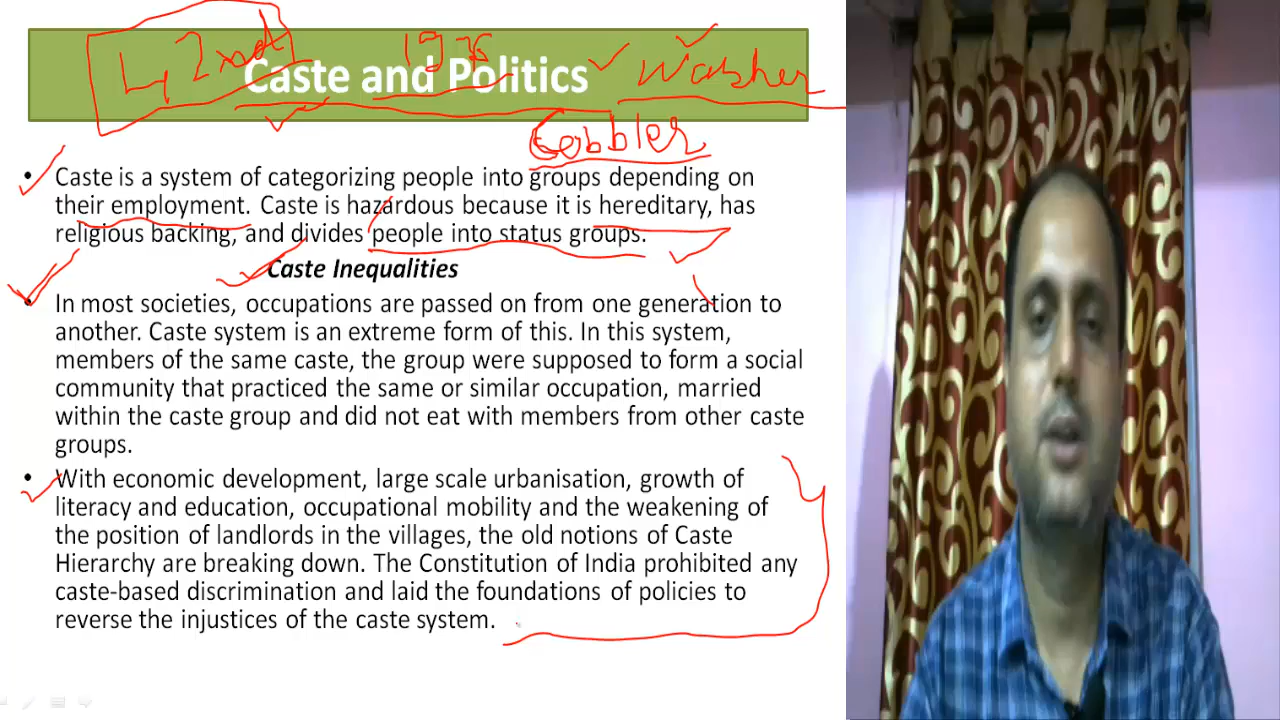 L, 2nd 1936 Washer
Caste and Politics
Cobbler
• Caste is a system of categorizing people into groups depending on
their employment. Caste is hazardous because it is hereditary, has
religious backing, and divides people into status groups.
Caste Inequalities
• In most societies, occupations are passed on from one generation to
another. Caste system is an extreme form of this. In this system,
members of the same caste, the group were supposed to form a social
community that practiced the same or similar occupation, married
within the caste group and did not eat with members from other caste
groups.
• With economic development, large scale urbanisation, growth of
literacy and education, occupational mobility and the weakening of
the position of landlords in the villages, the old notions of Caste
Hierarchy are breaking down. The Constitution of India prohibited any
caste-based discrimination and laid the foundations of policies to
reverse the injustices of the caste system.